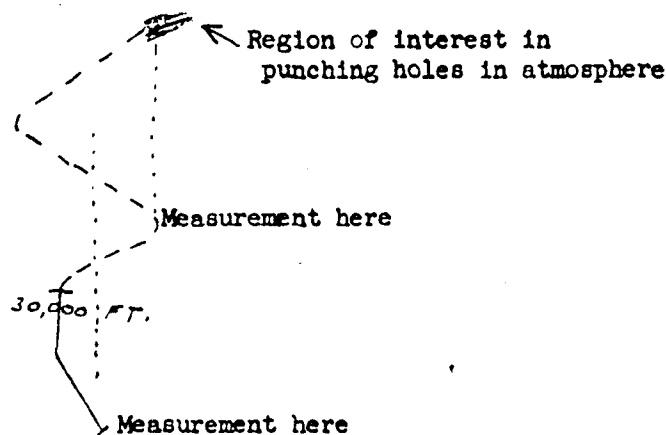 Region of interest in
punching holes in atmosphere
Measurement here
30,000 FT.
Measurement here